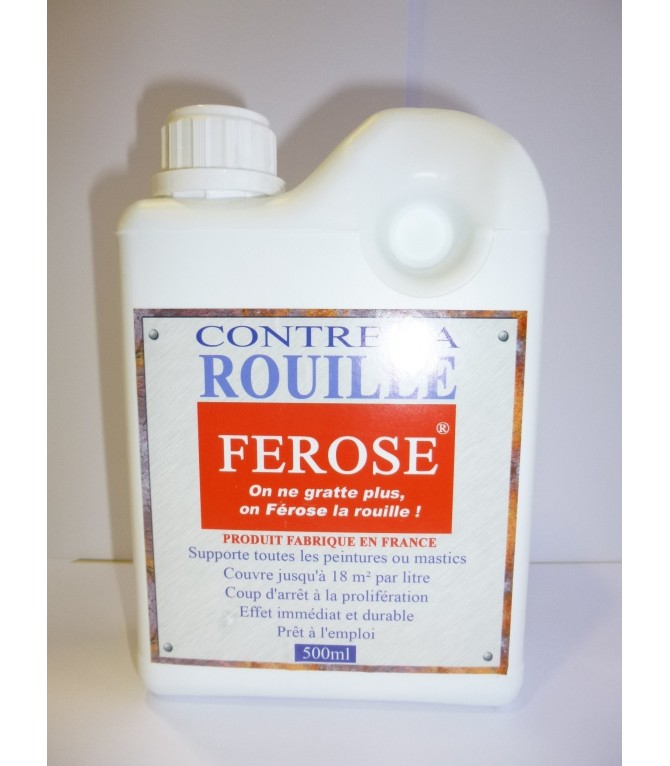 CONTRE LA
ROUILLE
FEROSE®
On ne gratte plus,
on Férose la rouille !
PRODUIT FABRIQUE EN FRANCE
Supporte toutes les peintures ou mastics
Couvre jusqu'à 18 m² par litre
Coup d'arrêt à la prolifération
Effet immédiat et durable
Prêt à l'emploi
500ml